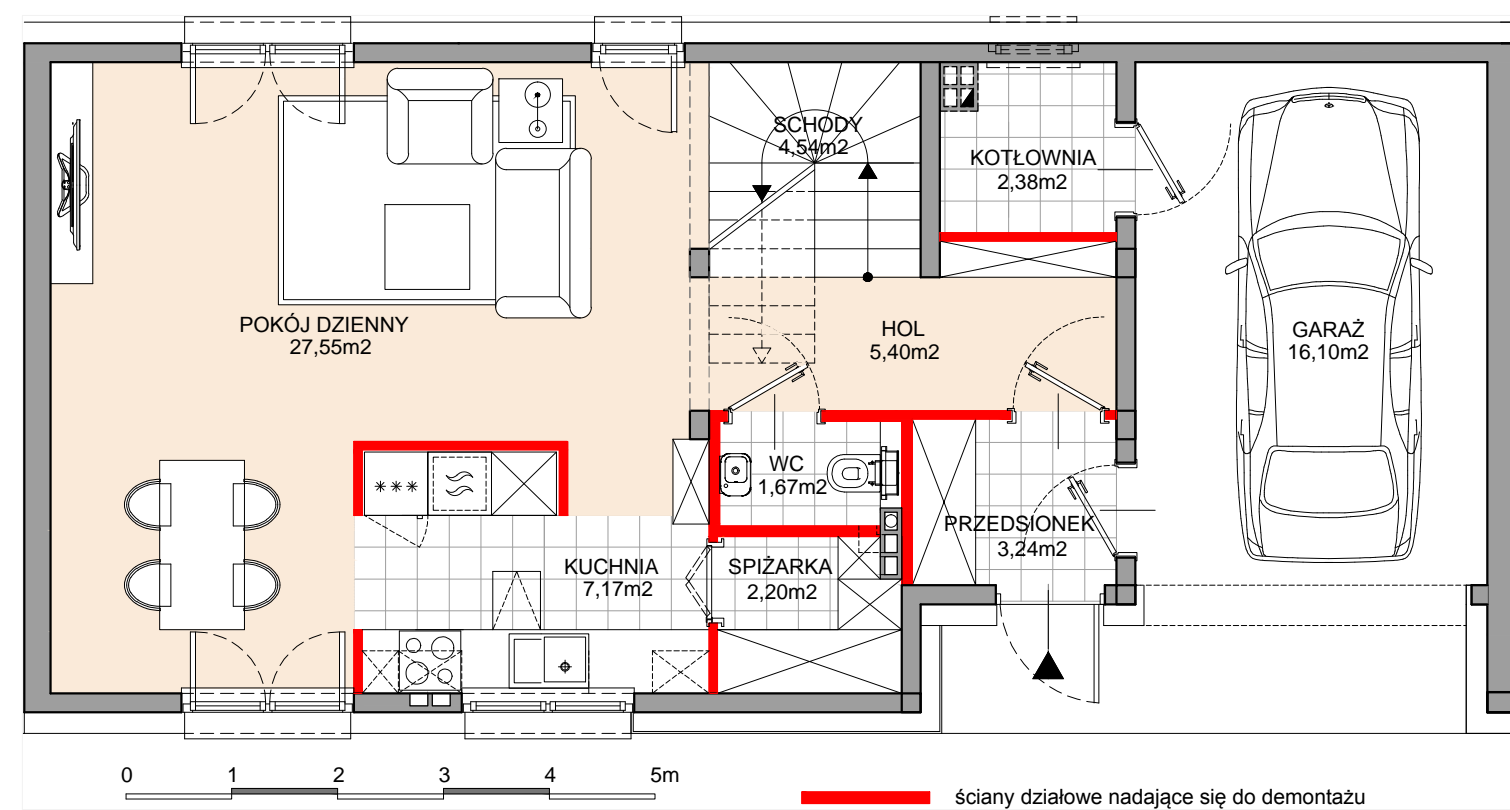 SCHODY
4,54m2
KOTŁOWNIA
2,38m2
POKÓJ DZIENNY
27,55m2
HOL
5,40m2
GARAŻ
16,10m2
WC
1,67m2
PRZEDSIONEK
3,24m2
KUCHNIA
7,17m2
SPIŻARKA
2,20m2
0 1 2 3 4 5m
ściany działowe nadające się do demontażu